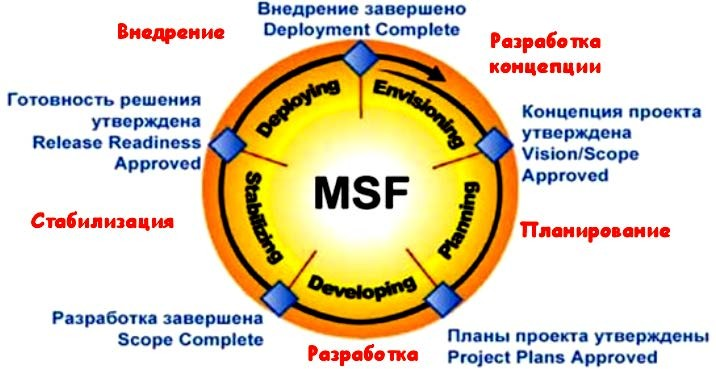 Внедрение завершено
Deployment Complete
Внедрение
Разработка
концепции
Готовность решения
утверждена
Release Readiness
Approved
Deploying
Envisioning
Концепция проекта
утверждена
Vision/Scope
Approved
MSF
Стабилизация
Stabilizing
Planning
Планирование
Developing
Разработка завершена
Scope Complete
Разработка
Планы проекта утверждены
Project Plans Approved